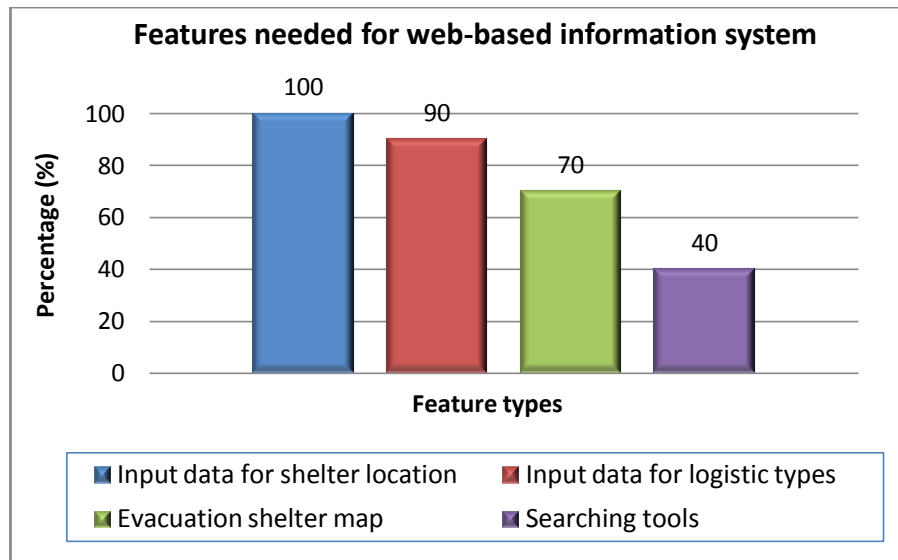 Features needed for web-based information system
100
90
70
40
100
80
60
40
20
0
Percentage (%)
Feature types
Input data for shelter location
Input data for logistic types
Evacuation shelter map
Searching tools